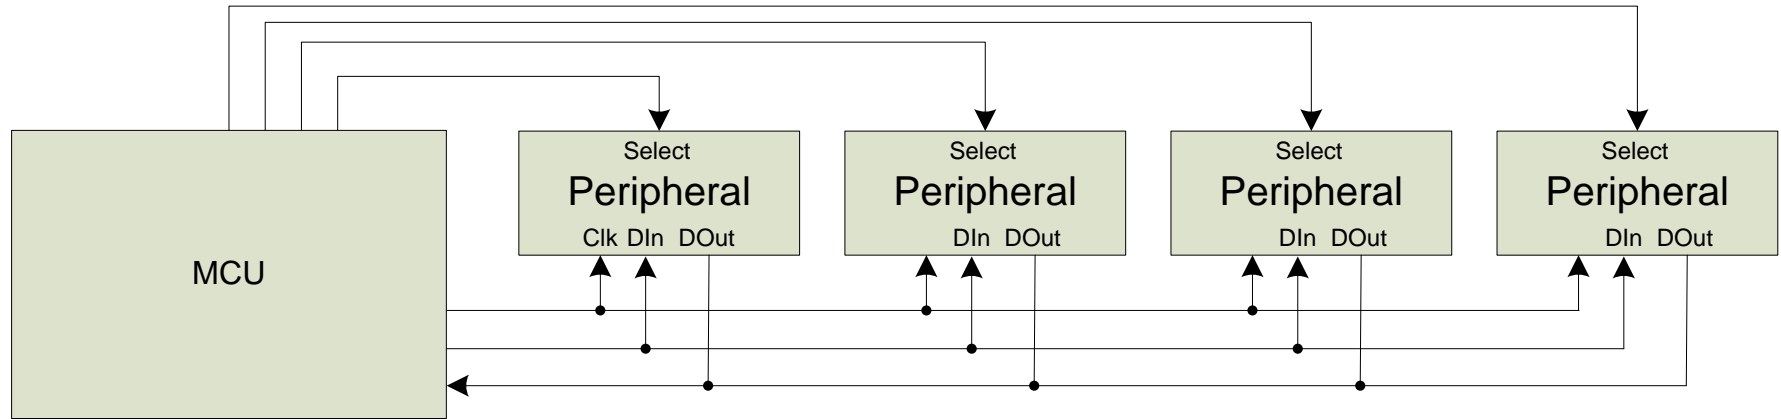 Select
Peripheral
Clk DIn DOut
Select
Peripheral
DIn DOut
Select
Peripheral
DIn DOut
Select
Peripheral
DIn DOut
MCU